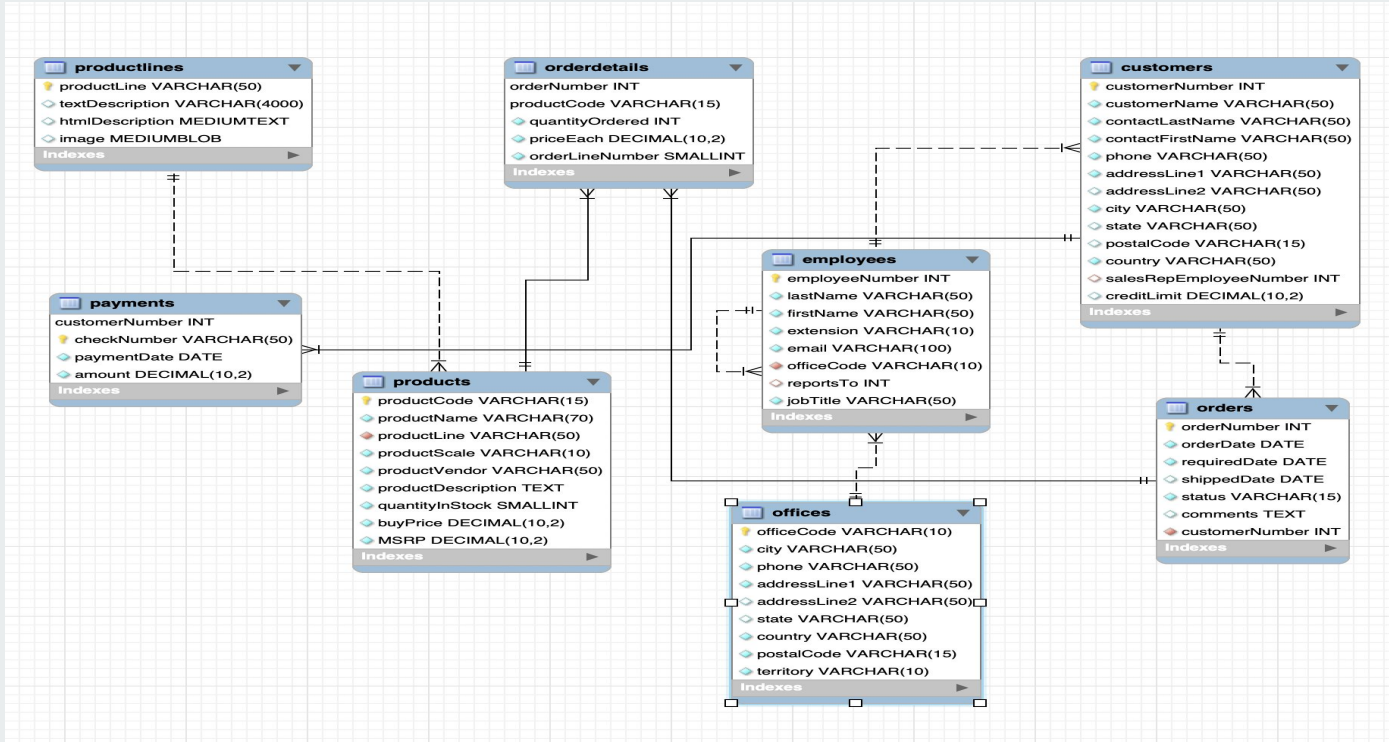 productlines
productLine VARCHAR(50)
textDescription VARCHAR(4000)
htmlDescription MEDIUMTEXT
image MEDIUMBLOB
Indexes
orderdetails
orderNumber INT
productCode VARCHAR(15)
quantityOrdered INT
priceEach DECIMAL(10,2)
orderLineNumber SMALLINT
Indexes
customers
customerNumber INT
customerName VARCHAR(50)
contactLastName VARCHAR(50)
contactFirstName VARCHAR(50)
phone VARCHAR(50)
addressLine1 VARCHAR(50)
addressLine2 VARCHAR(50)
city VARCHAR(50)
state VARCHAR(50)
postalCode VARCHAR(15)
country VARCHAR(50)
salesRepEmployeeNumber INT
creditLimit DECIMAL(10,2)
Indexes
employees
employeeNumber INT
lastName VARCHAR(50)
firstName VARCHAR(50)
extension VARCHAR(10)
email VARCHAR(100)
officeCode VARCHAR(10)
reportsTo INT
jobTitle VARCHAR(50)
Indexes
payments
customerNumber INT
checkNumber VARCHAR(50)
paymentDate DATE
amount DECIMAL(10,2)
Indexes
products
productCode VARCHAR(15)
productName VARCHAR(70)
productLine VARCHAR(50)
productScale VARCHAR(10)
productVendor VARCHAR(50)
productDescription TEXT
quantityInStock SMALLINT
buyPrice DECIMAL(10,2)
MSRP DECIMAL(10,2)
Indexes
orders
orderNumber INT
orderDate DATE
requiredDate DATE
shippedDate DATE
status VARCHAR(15)
comments TEXT
customerNumber INT
Indexes
offices
officeCode VARCHAR(10)
city VARCHAR(50)
phone VARCHAR(50)
addressLine1 VARCHAR(50)
addressLine2 VARCHAR(50)
state VARCHAR(50)
country VARCHAR(50)
postalCode VARCHAR(15)
territory VARCHAR(10)
Indexes